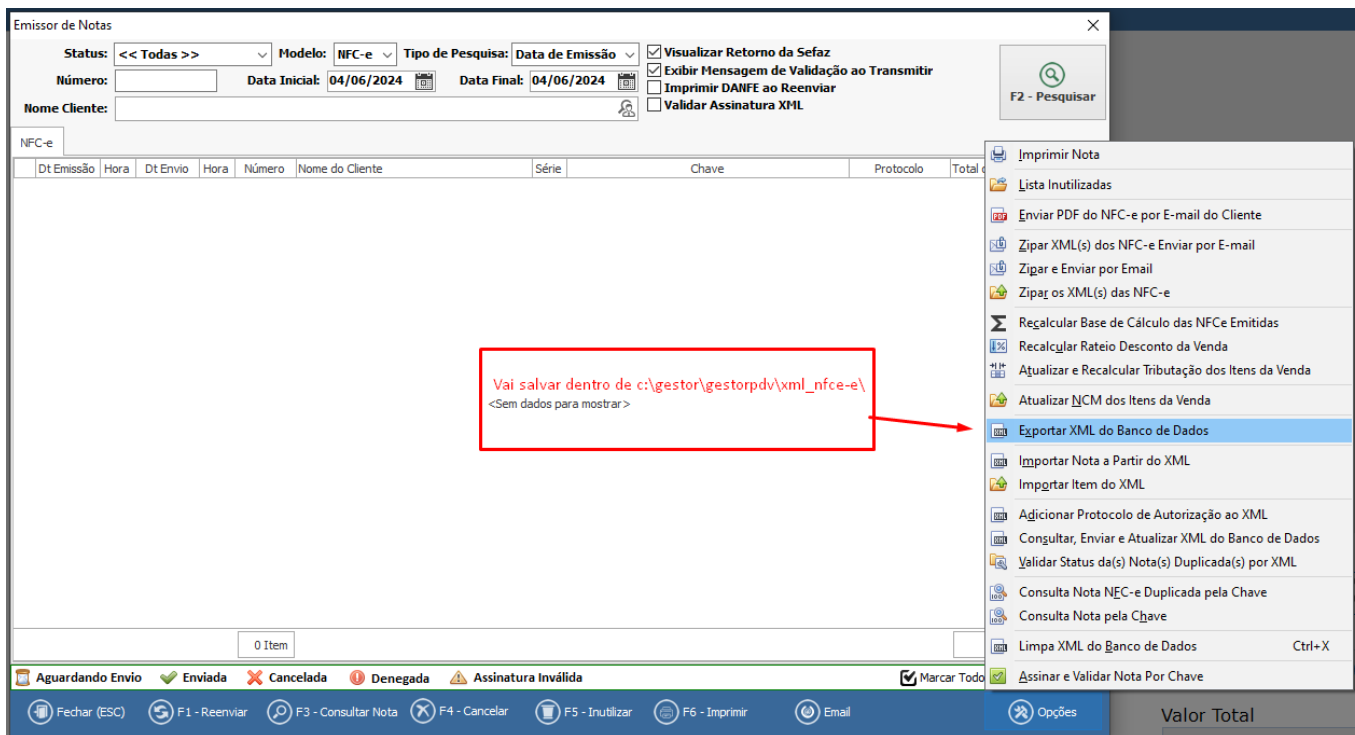 Emissor de Notas
Status: << Todas >> Modelo: NFC-e Tipo de Pesquisa: Data de Emissão
Visualizar Retorno da Sefaz
Exibir Mensagem de Validação ao Transmitir
Número: Data Inicial: 04/06/2024 Data Final: 04/06/2024
Imprimir DANFE ao Reenviar
Nome Cliente:
Validar Assinatura XML
F2 - Pesquisar
NFC-e
Dt Emissão Hora Dt Envio Hora Número Nome do Cliente Série Chave Protocolo Total
Vai salvar dentro de c:\gestor\gestorpdv\xml_nfce-e\
<Sem dados para mostrar>
Imprimir Nota
Lista Inutilizadas
PDF Enviar PDF do NFC-e por E-mail do Cliente
Zipar XML(s) dos NFC-e Enviar por E-mail
Zipar e Enviar por Email
Zipar os XML(s) das NFC-e
Recalcular Base de Cálculo das NFCe Emitidas
Recalcular Rateio Desconto da Venda
Atualizar e Recalcular Tributação dos Itens da Venda
Atualizar NCM dos Itens da Venda
Exportar XML do Banco de Dados
Importar Nota a Partir do XML
Importar Item do XML
Adicionar Protocolo de Autorização ao XML
Consultar, Enviar e Atualizar XML do Banco de Dados
Validar Status da(s) Nota(s) Duplicada(s) por XML
Consulta Nota NFC-e Duplicada pela Chave
Consulta Nota pela Chave
Limpa XML do Banco de Dados Ctrl+X
Assinar e Validar Nota Por Chave
0 Item
Aguardando Envio Enviada Cancelada Denegada Assinatura Inválida Marcar Todo
Fechar (ESC) F1 - Reenviar F3 - Consultar Nota F4 - Cancelar F5 - Inutilizar F6 - Imprimir Email Opções
Valor Total